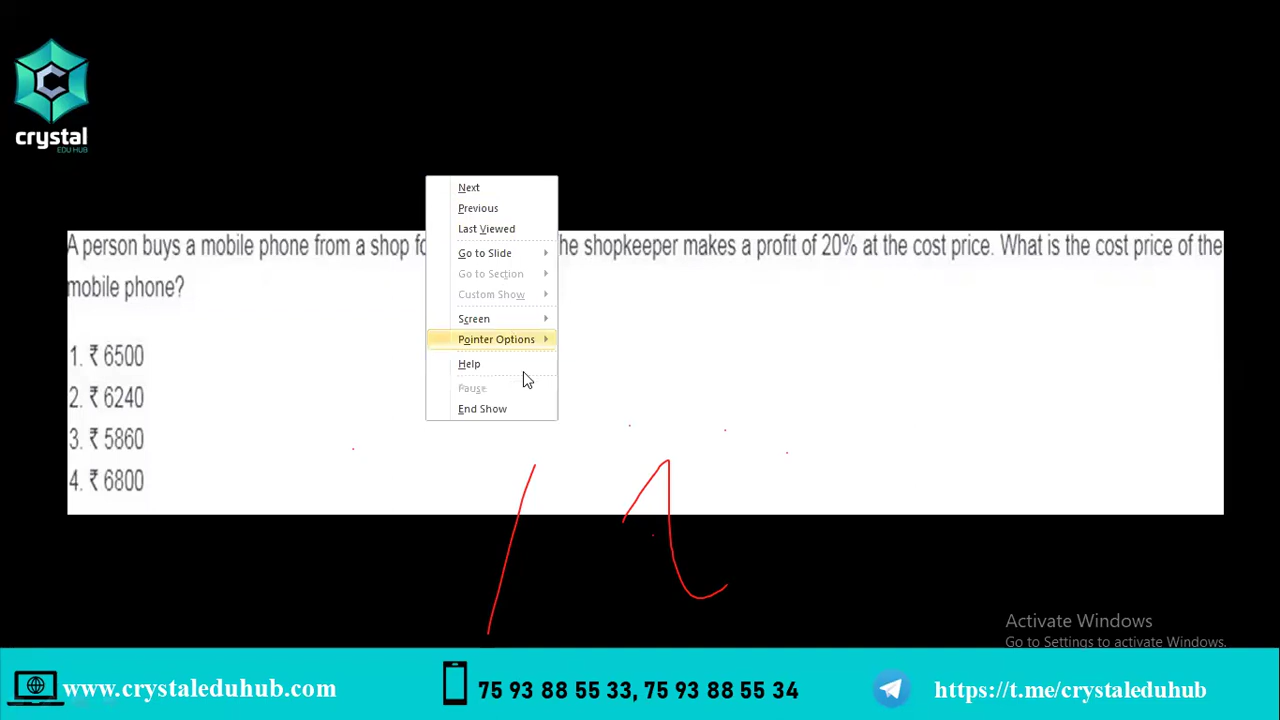 crystal
EDU HUB
Next
Previous
Last Viewed
A person buys a mobile phone from a shop
he shopkeeper makes a profit of 20% at the cost price. What is the cost price of the
Go to Slide
Go to Section
mobile phone?
Custom Show
Screen
Pointer Options
1. ₹ 6500
Help
Pause
2. ₹ 6240
End Show
3. ₹ 5860
4. ₹ 6800
Activate Windows
Go to Settings to activate Windows.
www.crystaleduhub.com
75 93 88 55 33, 75 93 88 55 34
https://t.me/crystaleduhub